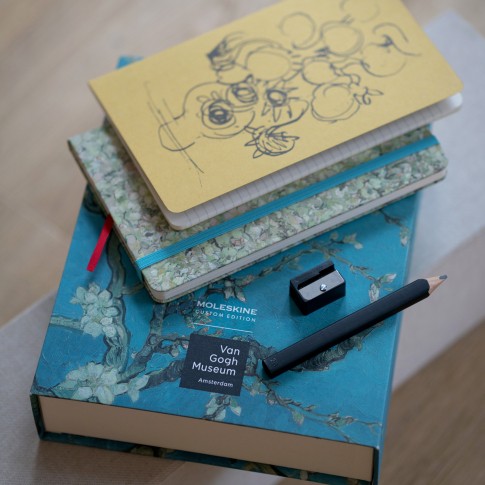 MOLESKINE
CUSTOM EDITION
Van
Gogh
Museum
Amsterdam